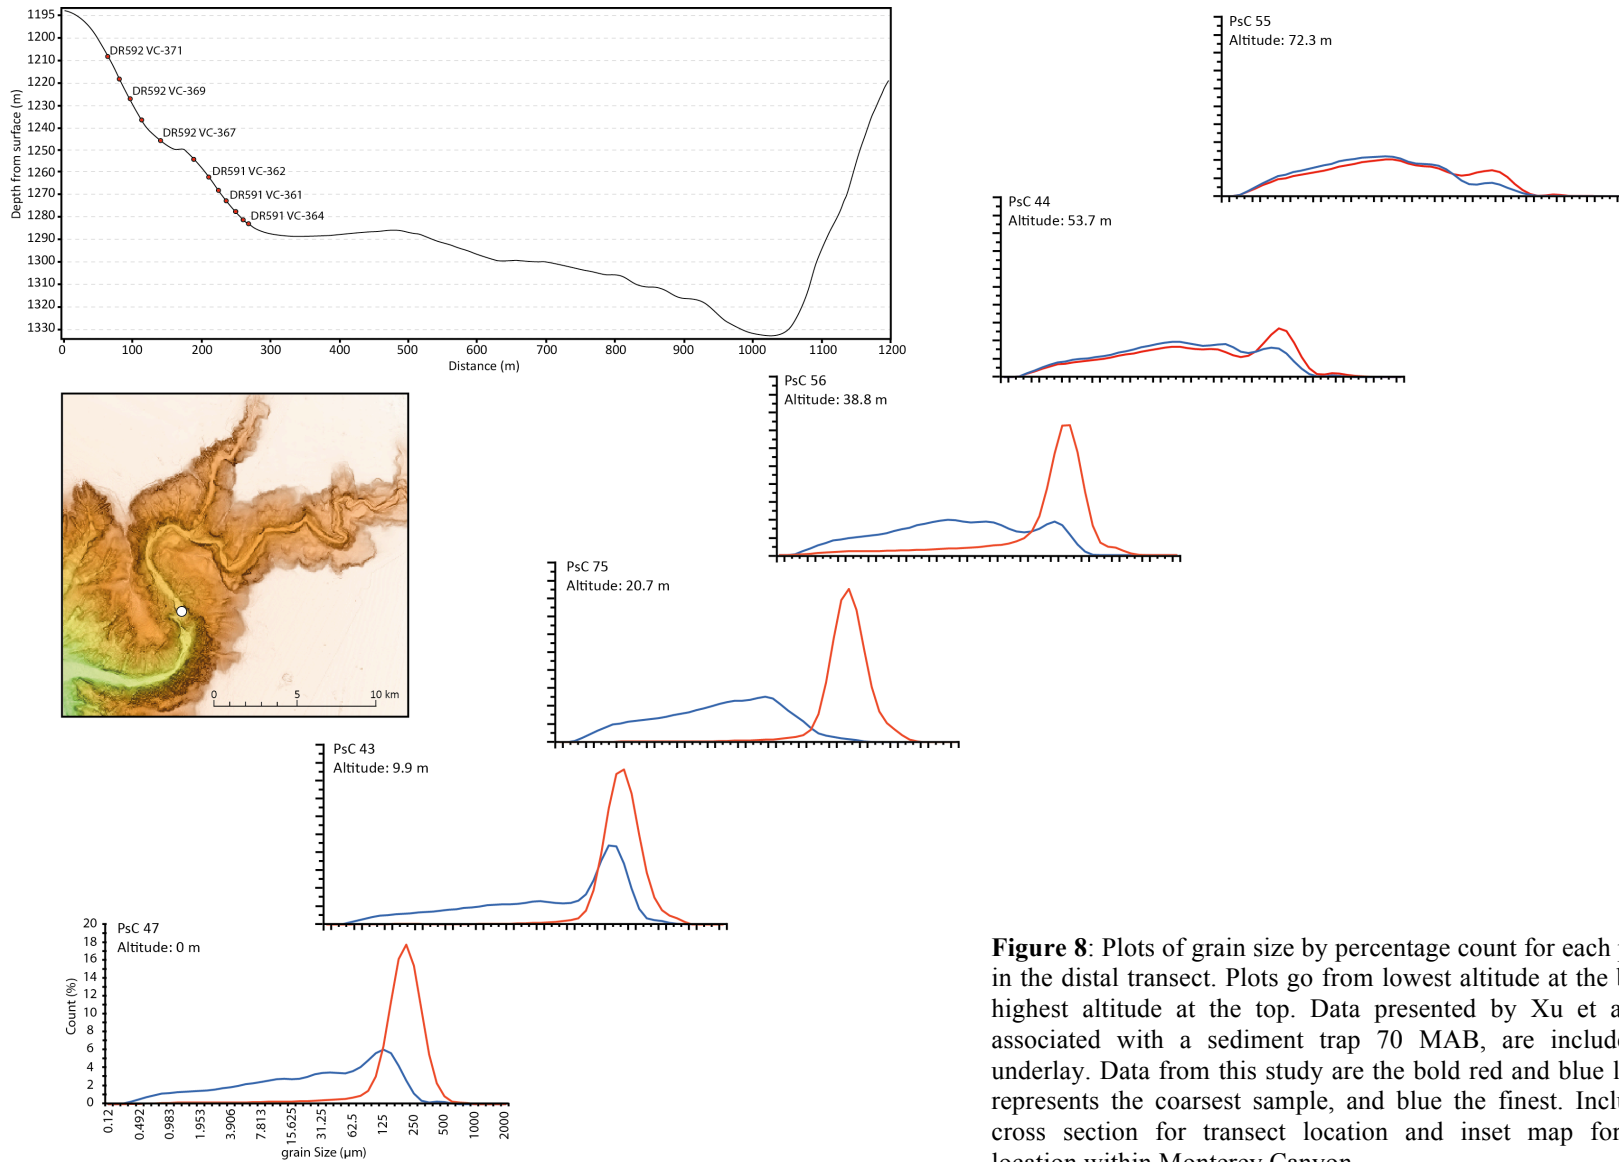 1195
1200
1210
1220
1230
1240
1250
1260
1270
1280
1290
1300
1310
1320
1330
Depth from surface (m)
DR592 VC-371
DR592 VC-369
DR592 VC-367
DR591 VC-362
DR591 VC-361
DR591 VC-364
0 100 200 300 400 500 600 700 800 900 1000 1100 1200
Distance (m)
PsC 55
Altitude: 72.3 m
PsC 44
Altitude: 53.7 m
PsC 56
Altitude: 38.8 m
0 5 10 km
PsC 75
Altitude: 20.7 m
PsC 43
Altitude: 9.9 m
PsC 47
Altitude: 0 m
20
18
16
14
12
10
8
6
4
2
0
Count (%)
0.12 0.492 0.983 1.953 3.906 7.813 15.625 31.25 62.5 125 250 500 1000 2000
grain Size (μm)
Figure 8: Plots of grain size by percentage count for each
in the distal transect. Plots go from lowest altitude at the
highest altitude at the top. Data presented by Xu et
associated with a sediment trap 70 MAB, are
underlay. Data from this study are the bold red and blue
represents the coarsest sample, and blue the finest.
cross section for transect location and inset map for
location within Monterey Canyon